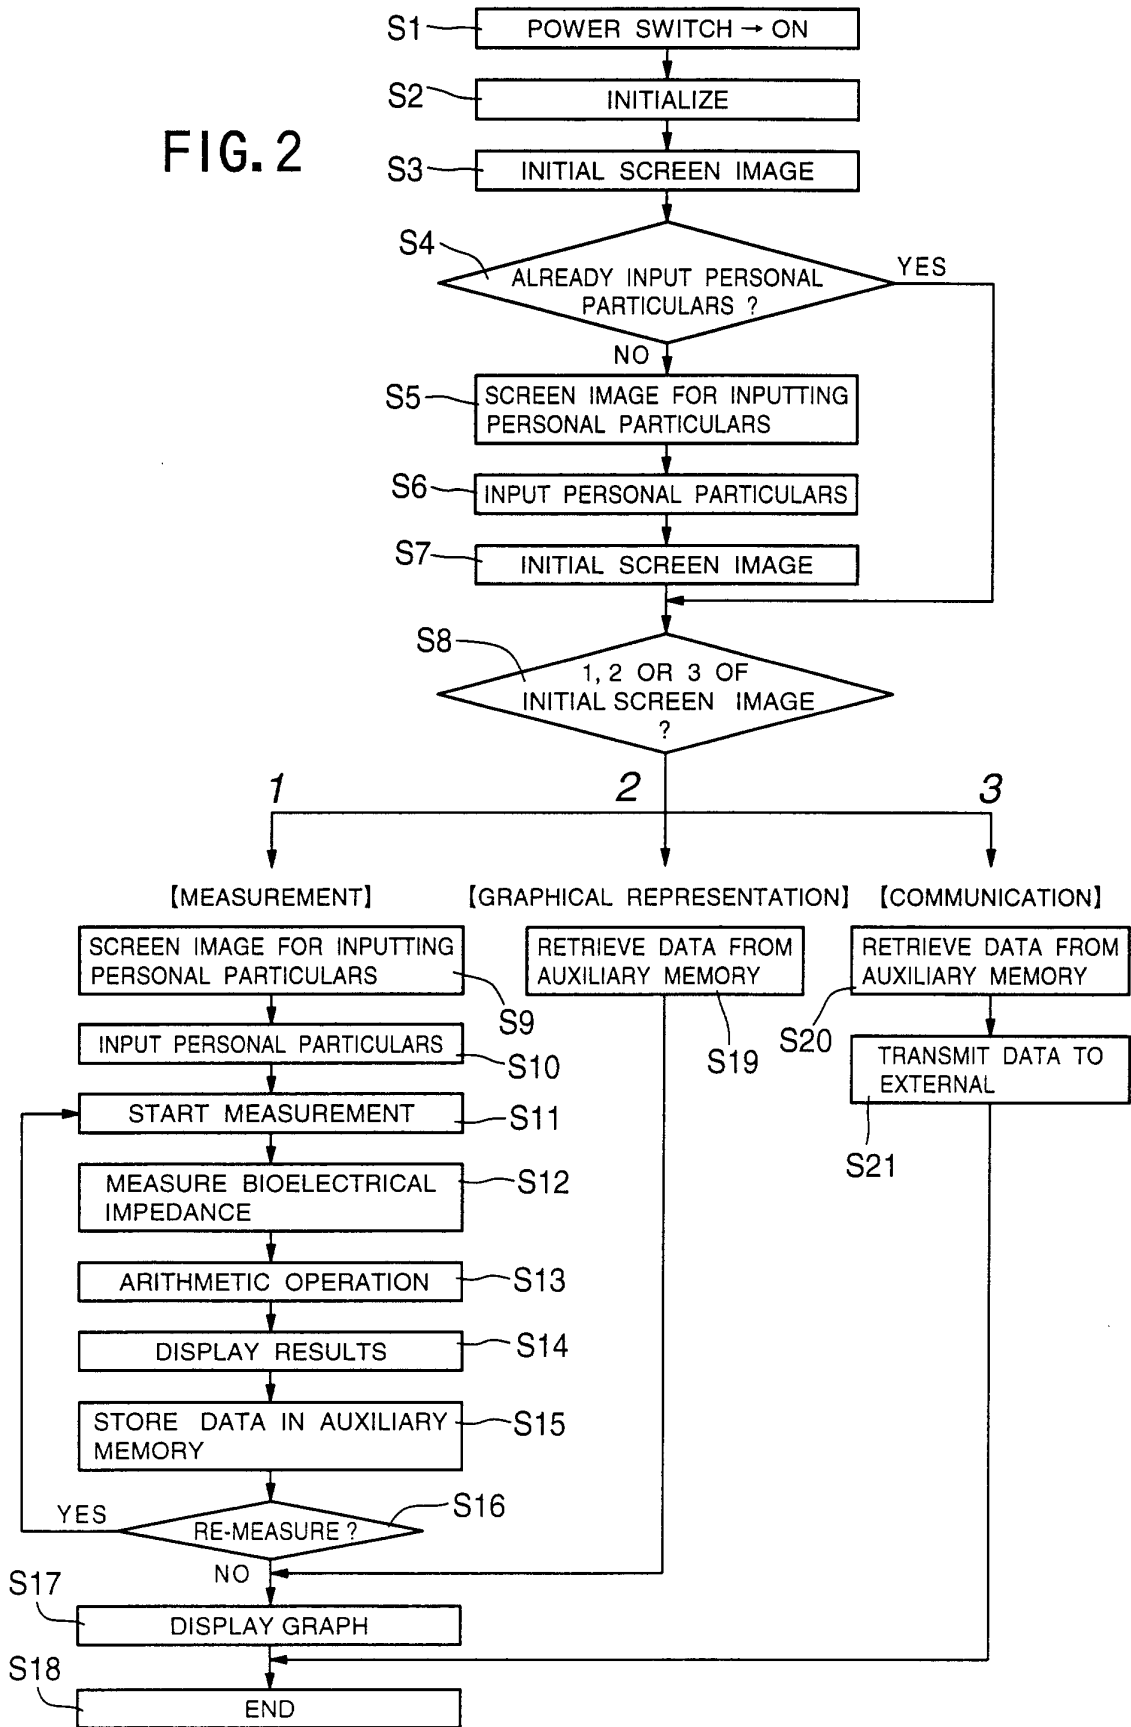 FIG. 2
S1
POWER SWITCH → ON
S2
INITIALIZE
S3
INITIAL SCREEN IMAGE
S4
ALREADY INPUT PERSONAL
PARTICULARS ?
YES
NO
S5
SCREEN IMAGE FOR INPUTTING
PERSONAL PARTICULARS
S6
INPUT PERSONAL PARTICULARS
S7
INITIAL SCREEN IMAGE
S8
1, 2 OR 3 OF
INITIAL SCREEN IMAGE
?
1
2
3
【MEASUREMENT】
【GRAPHICAL REPRESENTATION】
【COMMUNICATION】
SCREEN IMAGE FOR INPUTTING
PERSONAL PARTICULARS
S9
INPUT PERSONAL PARTICULARS
S10
START MEASUREMENT
S11
MEASURE BIOELECTRICAL
IMPEDANCE
S12
ARITHMETIC OPERATION
S13
DISPLAY RESULTS
S14
STORE DATA IN AUXILIARY
MEMORY
S15
RE-MEASURE ?
S16
YES
NO
S17
DISPLAY GRAPH
S18
END
RETRIEVE DATA FROM
AUXILIARY MEMORY
S19
RETRIEVE DATA FROM
AUXILIARY MEMORY
S20
TRANSMIT DATA TO
EXTERNAL
S21